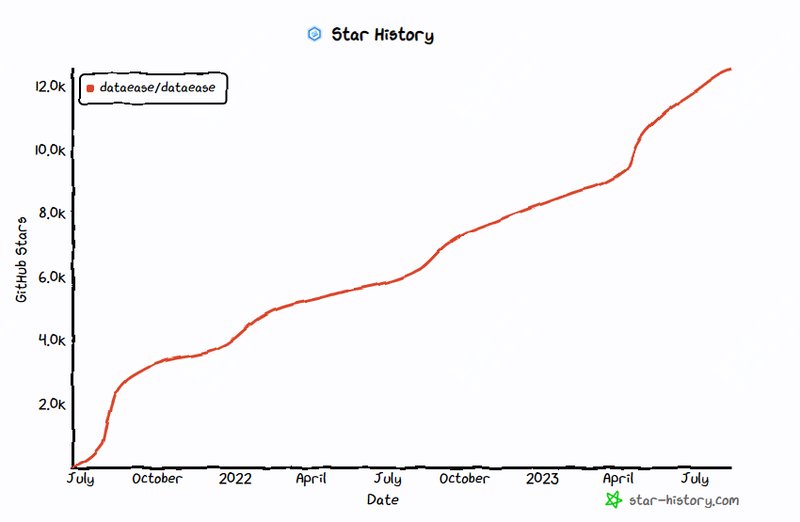 Star History
dataease/dataease
12.0k
10.0k
8.0k
6.0k
4.0k
2.0k
GitHub Stars
July October 2022 April July October 2023 April July
Date
star-history.com